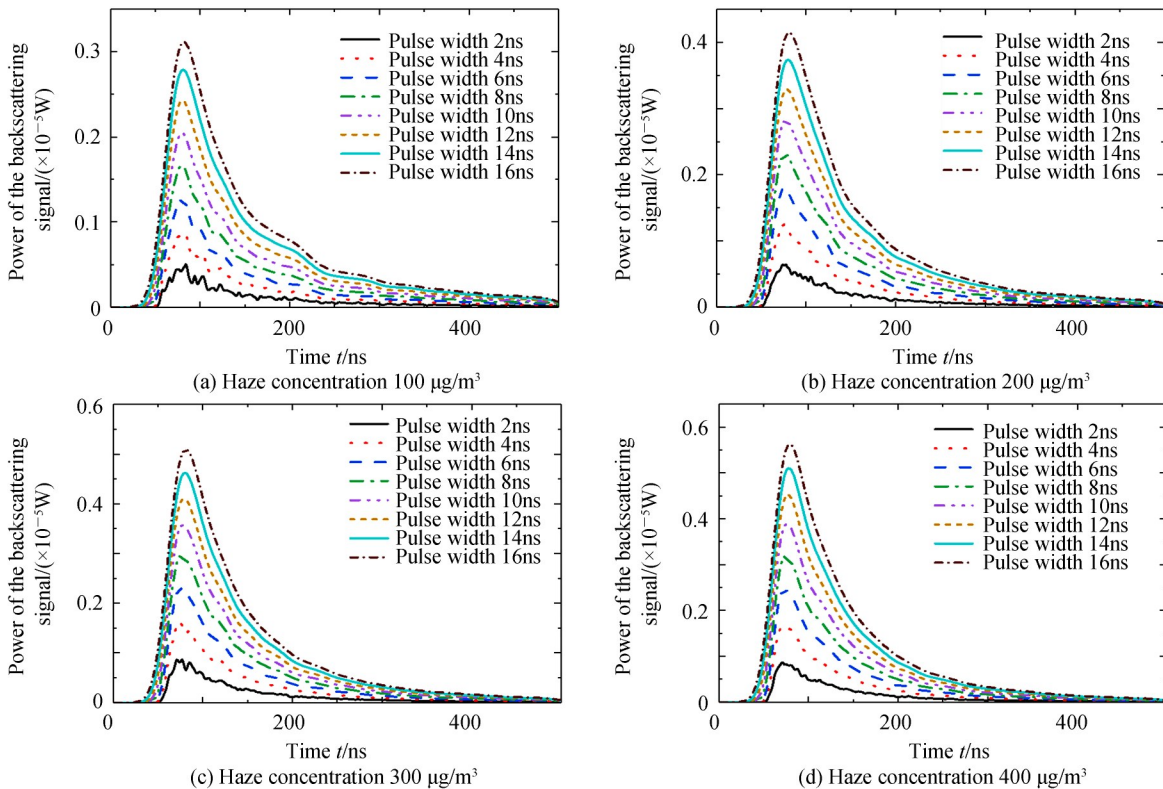 Power of the backscattering
signal/(×10⁻⁵W)
0.3
0.2
0.1
0
Pulse width 2ns
Pulse width 4ns
Pulse width 6ns
Pulse width 8ns
Pulse width 10ns
Pulse width 12ns
Pulse width 14ns
Pulse width 16ns
0
200
400
Time t/ns
(a) Haze concentration 100 μg/m³
Power of the backscattering
signal/(×10⁻⁵W)
0.4
0.2
0
Pulse width 2ns
Pulse width 4ns
Pulse width 6ns
Pulse width 8ns
Pulse width 10ns
Pulse width 12ns
Pulse width 14ns
Pulse width 16ns
0
200
400
Time t/ns
(b) Haze concentration 200 μg/m³
Power of the backscattering
signal/(×10⁻⁵W)
0.6
0.4
0.2
0
Pulse width 2ns
Pulse width 4ns
Pulse width 6ns
Pulse width 8ns
Pulse width 10ns
Pulse width 12ns
Pulse width 14ns
Pulse width 16ns
0
200
400
Time t/ns
(c) Haze concentration 300 μg/m³
Power of the backscattering
signal/(×10⁻⁵W)
0.6
0.4
0.2
0
Pulse width 2ns
Pulse width 4ns
Pulse width 6ns
Pulse width 8ns
Pulse width 10ns
Pulse width 12ns
Pulse width 14ns
Pulse width 16ns
0
200
400
Time t/ns
(d) Haze concentration 400 μg/m³